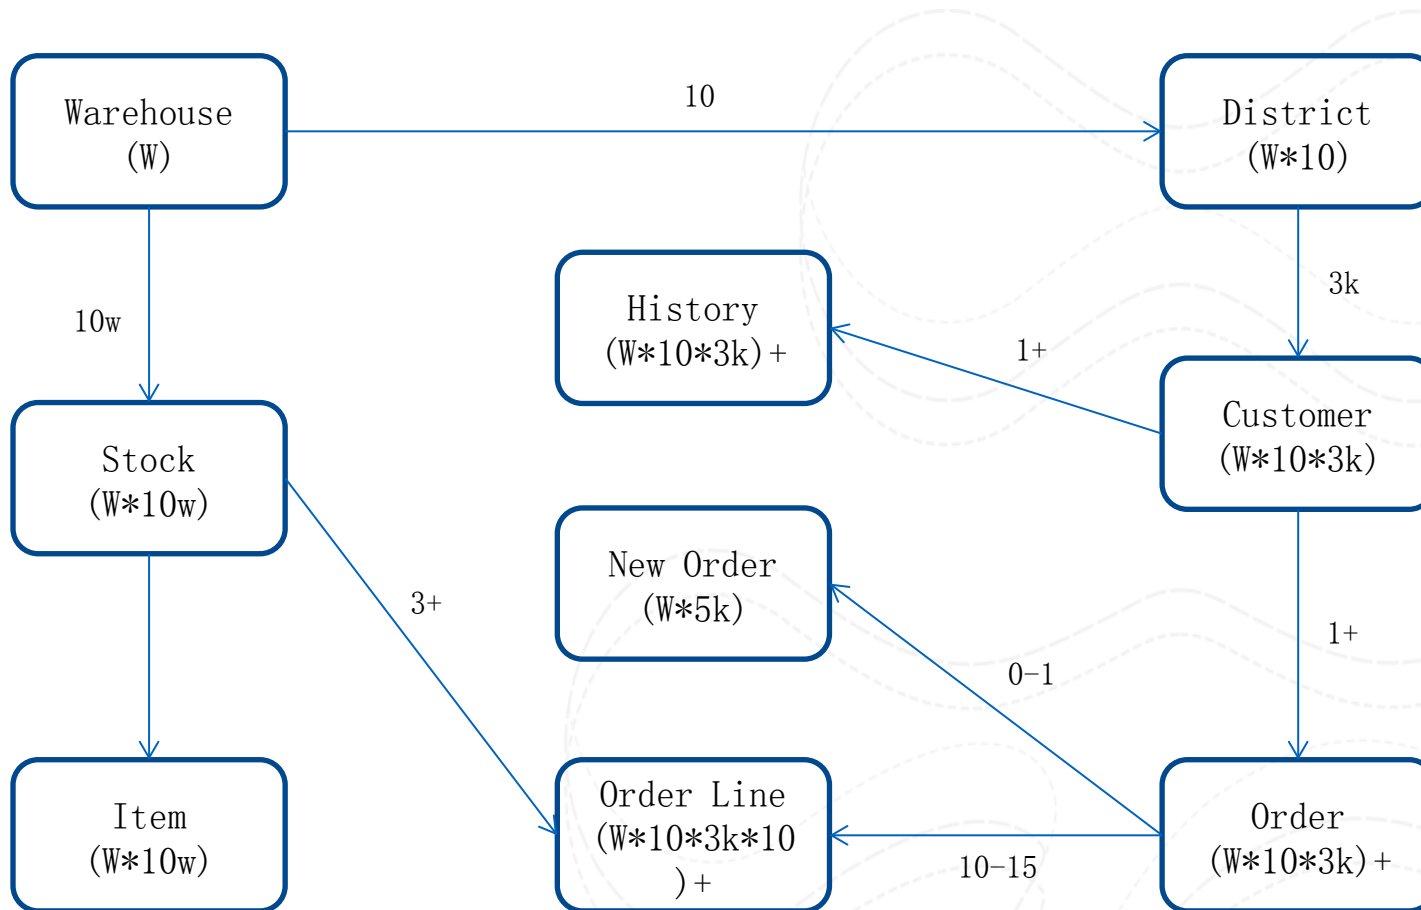 Warehouse
(W)
10
District
(W*10)
10w
History
(W*10*3k)+
1+
3k
Stock
(W*10w)
Customer
(W*10*3k)
3+
New Order
(W*5k)
0-1
1+
Item
(W*10w)
Order Line
(W*10*3k*10
)+
10-15
Order
(W*10*3k)+